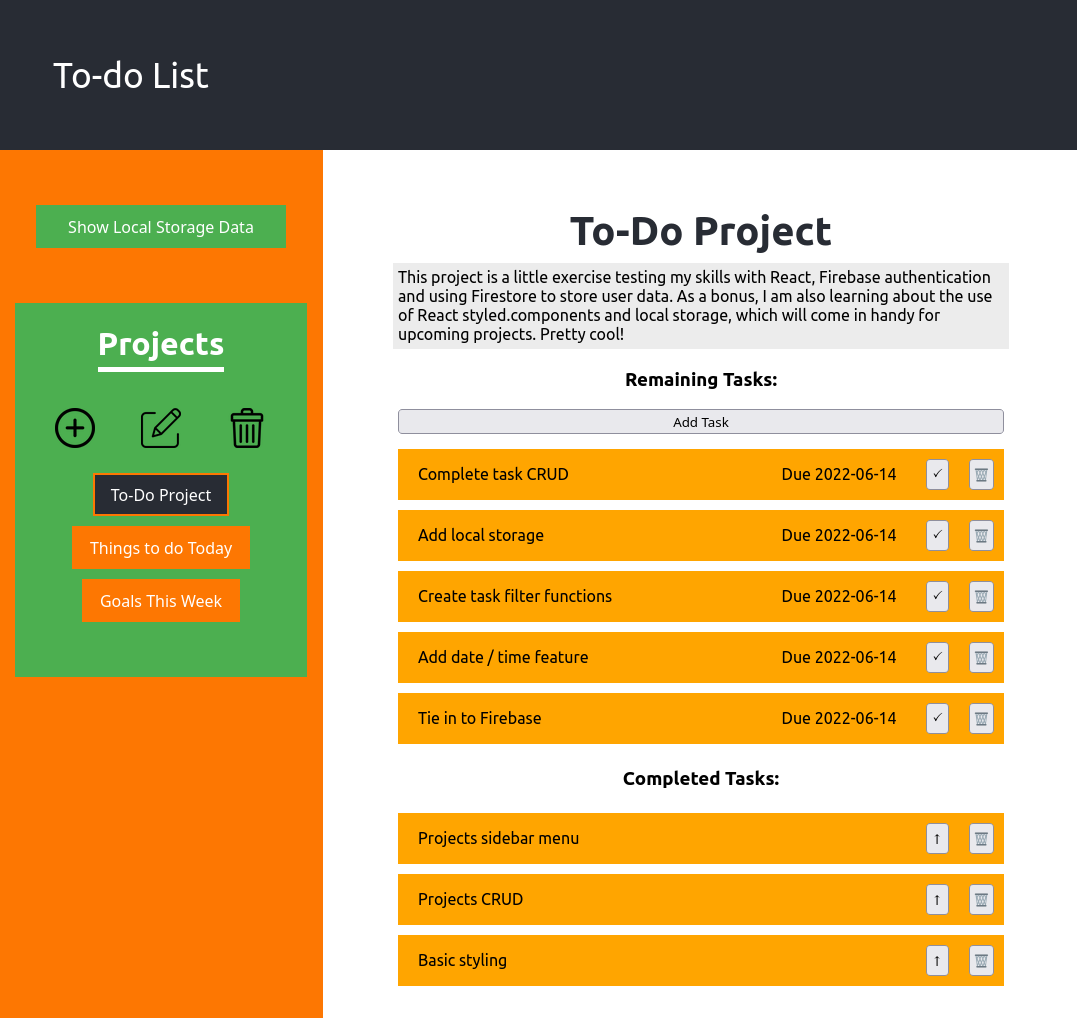 To-do List
Show Local Storage Data
Projects
To-Do Project
Things to do Today
Goals This Week
To-Do Project
This project is a little exercise testing my skills with React, Firebase authentication
and using Firestore to store user data. As a bonus, I am also learning about the use
of React styled.components and local storage, which will come in handy for
upcoming projects. Pretty cool!
Remaining Tasks:
Add Task
Complete task CRUD Due 2022-06-14 ✓
Add local storage Due 2022-06-14 ✓
Create task filter functions Due 2022-06-14 ✓
Add date / time feature Due 2022-06-14 ✓
Tie in to Firebase Due 2022-06-14 ✓
Completed Tasks:
Projects sidebar menu ↑
Projects CRUD ↑
Basic styling ↑